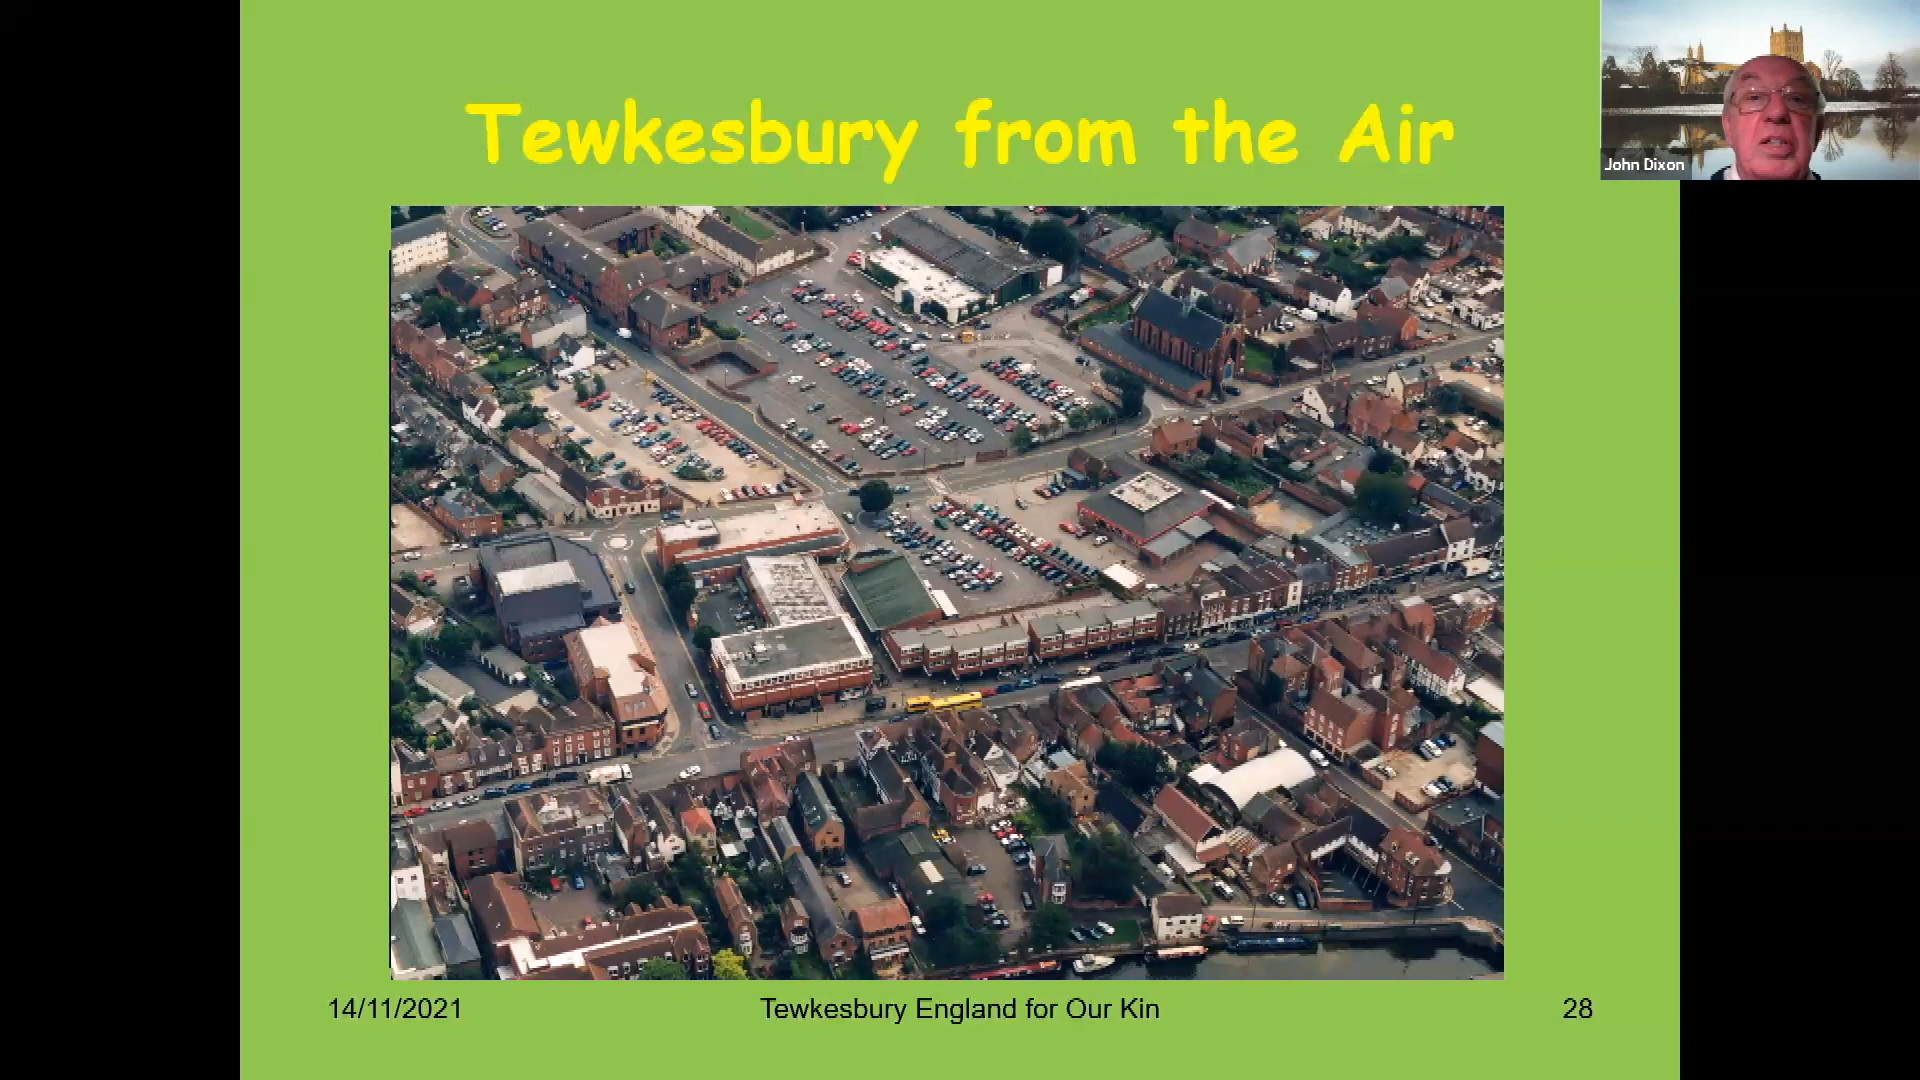 Tewkesbury from the Air
John Dixon
14/11/2021
Tewkesbury England for Our Kin
28